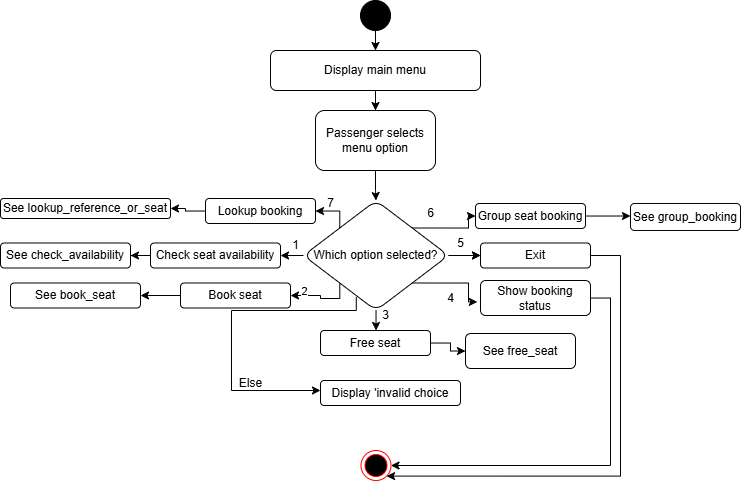 Display main menu
Passenger selects
menu option
7
Lookup booking
See lookup_reference_or_seat
6
Group seat booking
See group_booking
Which option selected?
1
Check seat availability
See check_availability
5
Exit
2
Book seat
See book_seat
4
Show booking
status
3
Free seat
See free_seat
Else
Display 'invalid choice